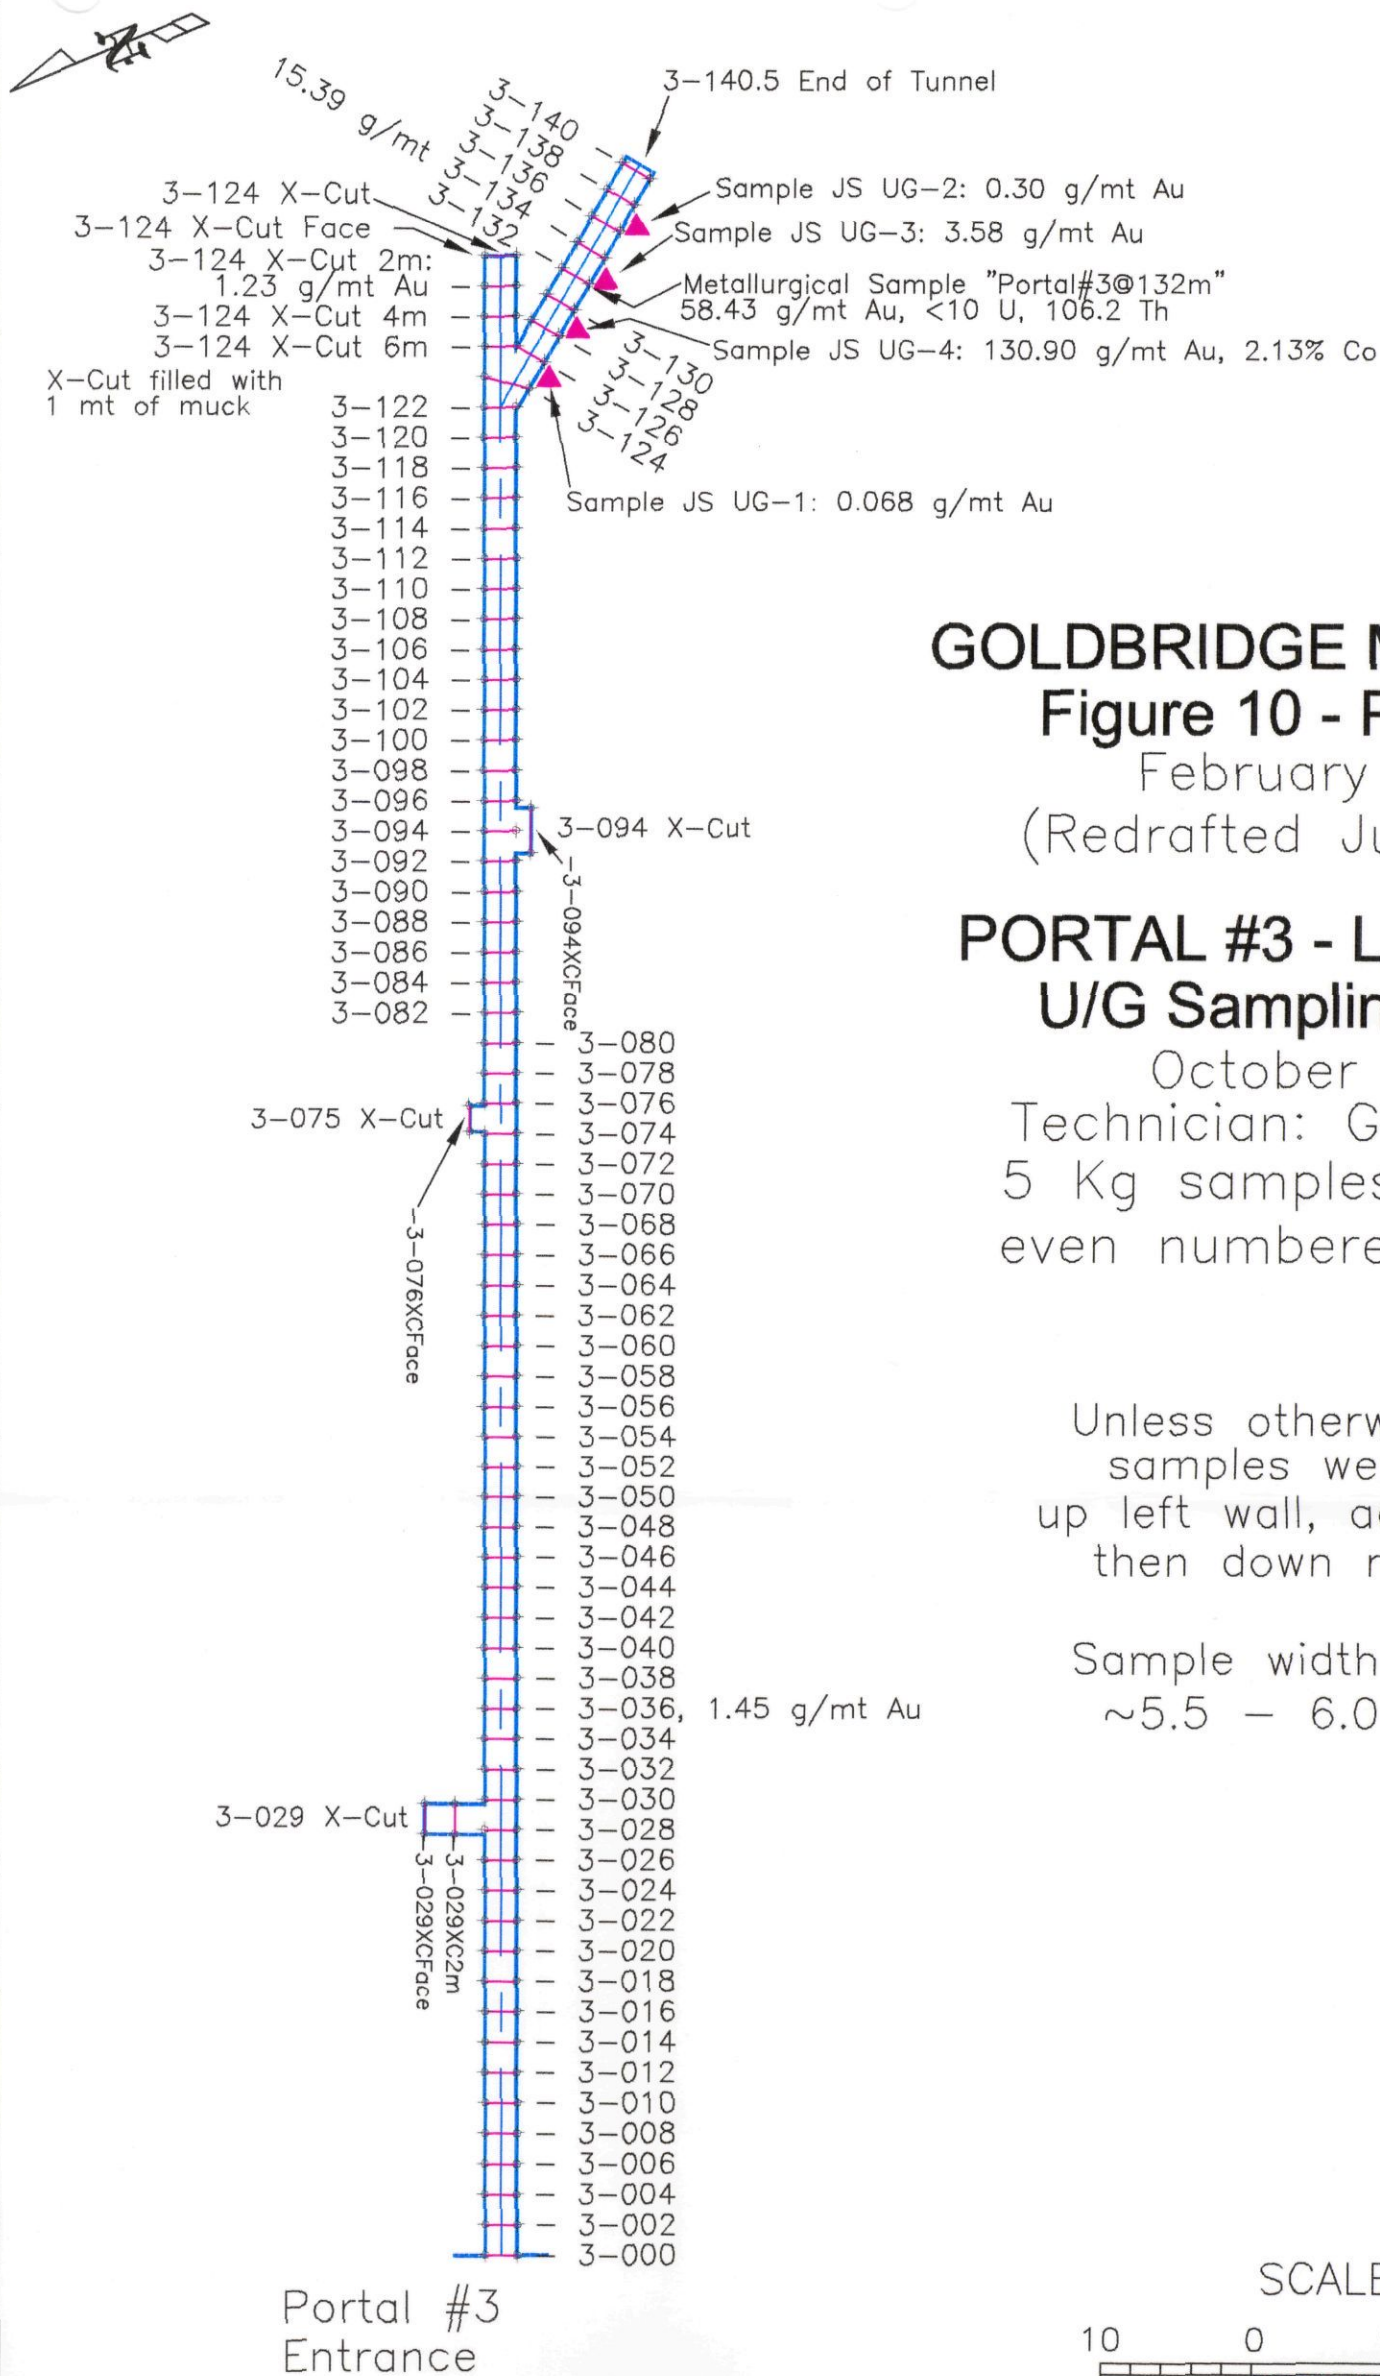 N
15.39 g/mt
3-140
3-138
3-136
3-134
3-132
3-140.5 End of Tunnel
3-124 X-Cut
3-124 X-Cut Face
3-124 X-Cut 2m:
1.23 g/mt Au
3-124 X-Cut 4m
3-124 X-Cut 6m
X-Cut filled with
1 mt of muck
Sample JS UG-2: 0.30 g/mt Au
Sample JS UG-3: 3.58 g/mt Au
Metallurgical Sample "Portal#3@132m"
58.43 g/mt Au, <10 U, 106.2 Th
Sample JS UG-4: 130.90 g/mt Au, 2.13% Co
3-130
3-128
3-126
3-124
Sample JS UG-1: 0.068 g/mt Au
3-122
3-120
3-118
3-116
3-114
3-112
3-110
3-108
3-106
3-104
3-102
3-100
3-098
3-096
3-094
3-092
3-090
3-088
3-086
3-084
3-082
3-094 X-Cut
3-094XCFace
3-080
3-078
3-076
3-074
3-072
3-070
3-068
3-066
3-064
3-062
3-060
3-058
3-056
3-054
3-052
3-050
3-048
3-046
3-044
3-042
3-040
3-038
3-036, 1.45 g/mt Au
3-034
3-032
3-030
3-028
3-026
3-024
3-022
3-020
3-018
3-016
3-014
3-012
3-010
3-008
3-006
3-004
3-002
3-000
3-075 X-Cut
3-076XCFace
3-029 X-Cut
3-029XCFace
3-029XC2m
Portal #3
Entrance
GOLDBRIDGE
Figure 10 -
February
(Redrafted
PORTAL #3 -
U/G Samplin
October
Technician: G
5 Kg samples
even numbere
Unless otherw
samples we
up left wall,
then down
Sample width
~5.5 - 6.0
SCALE
10 0